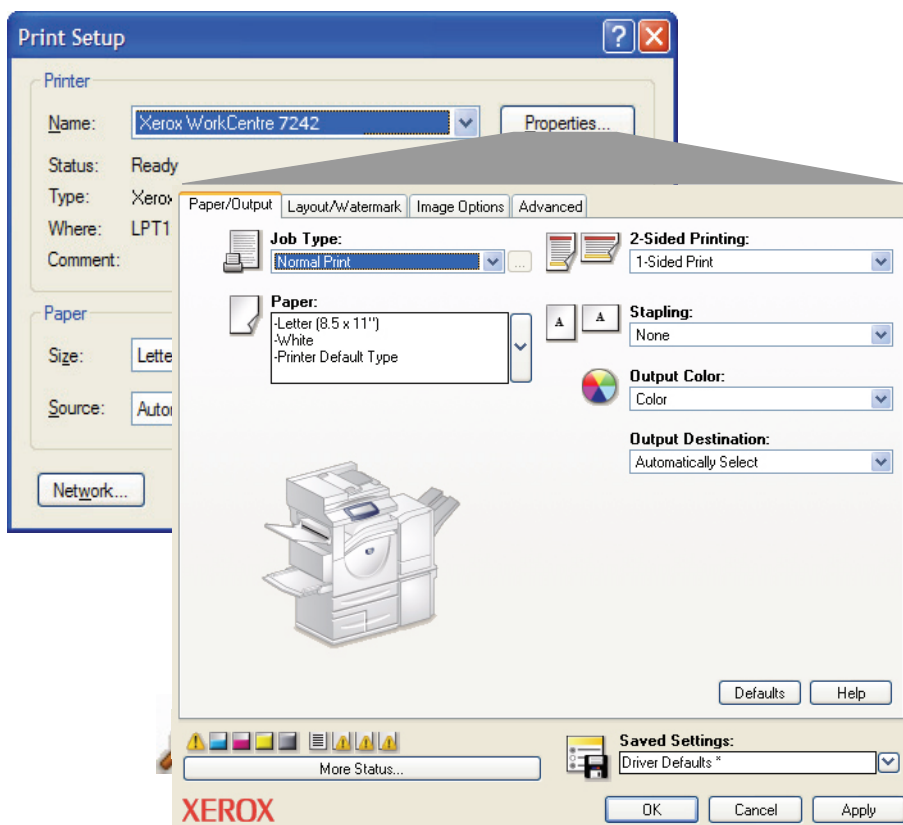 Print Setup
Printer
Name: Xerox WorkCentre 7242 Properties...
Status: Ready
Type: Xerox
Where: LPT1
Comment:
Paper
Size:
Source:
Network...
Paper/Output Layout/Watermark Image Options Advanced
Job Type:
Normal Print ...
Paper:
-Letter (8.5 x 11")
-White
-Printer Default Type
2-Sided Printing:
1-Sided Print
A A
Stapling:
None
Output Color:
Color
Output Destination:
Automatically Select
Defaults Help
More Status...
Saved Settings:
Driver Defaults *
XEROX
OK Cancel Apply